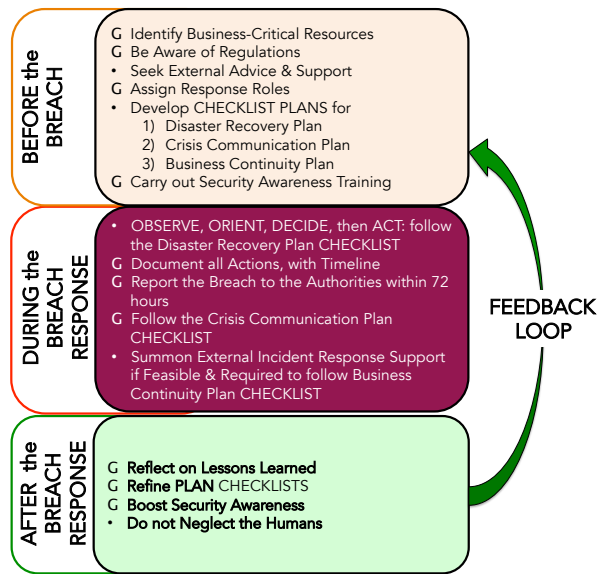 BEFORE the
BREACH
G Identify Business-Critical Resources
G Be Aware of Regulations
• Seek External Advice & Support
G Assign Response Roles
• Develop CHECKLIST PLANS for
1) Disaster Recovery Plan
2) Crisis Communication Plan
3) Business Continuity Plan
G Carry out Security Awareness Training
DURING the
BREACH
RESPONSE
• OBSERVE, ORIENT, DECIDE, then ACT: follow
the Disaster Recovery Plan CHECKLIST
G Document all Actions, with Timeline
G Report the Breach to the Authorities within 72
hours
G Follow the Crisis Communication Plan
CHECKLIST
• Summon External Incident Response Support
if Feasible & Required to follow Business
Continuity Plan CHECKLIST
AFTER the
BREACH
RESPONSE
G Reflect on Lessons Learned
G Refine PLAN CHECKLISTS
G Boost Security Awareness
• Do not Neglect the Humans
FEEDBACK
LOOP